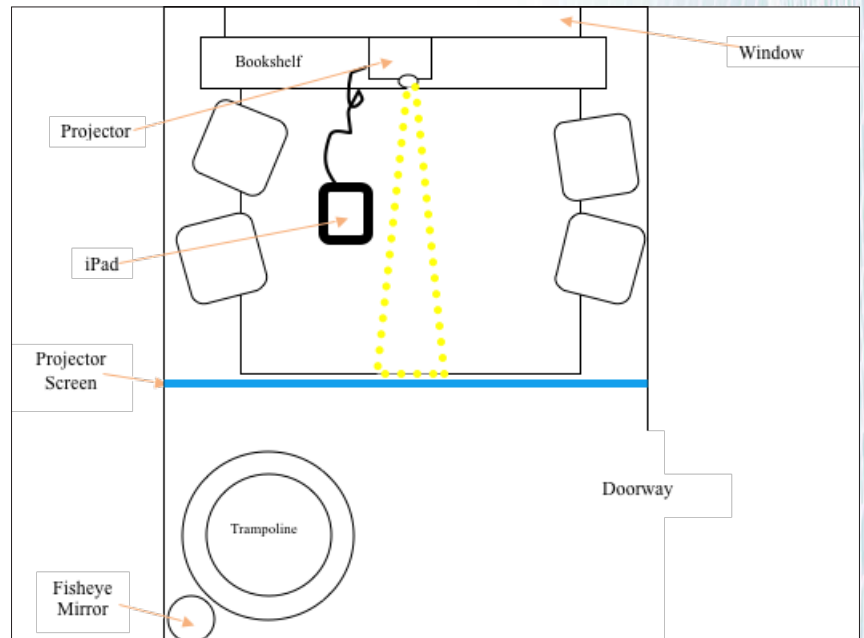 Window
Bookshelf
Projector
iPad
Projector
Screen
Doorway
Trampoline
Fisheye
Mirror